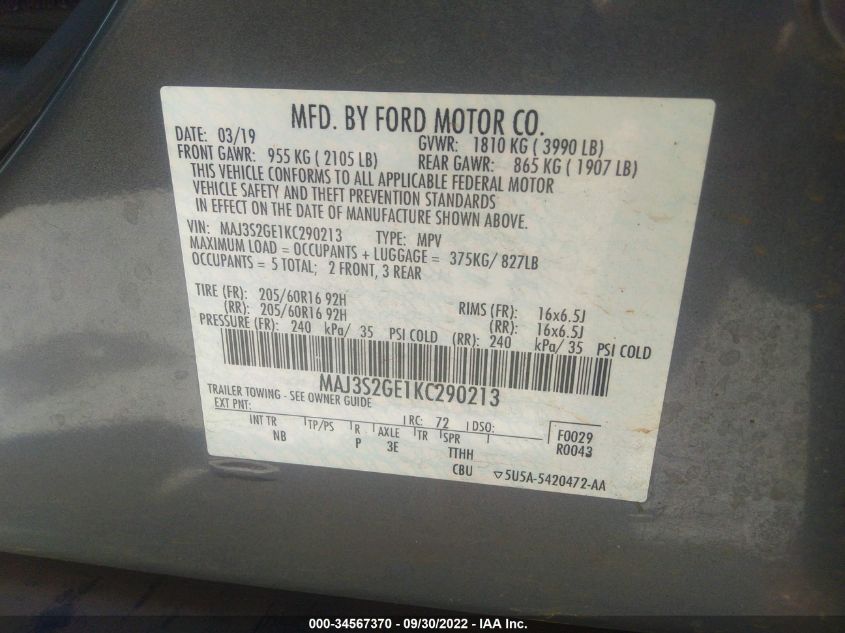 MFD. BY FORD MOTOR CO.
DATE: 03/19 GVWR: 1810 KG ( 3990 LB)
FRONT GAWR: 955 KG ( 2105 LB) REAR GAWR: 865 KG ( 1907 LB)
THIS VEHICLE CONFORMS TO ALL APPLICABLE FEDERAL MOTOR
VEHICLE SAFETY AND THEFT PREVENTION STANDARDS
IN EFFECT ON THE DATE OF MANUFACTURE SHOWN ABOVE.
VIN: MAJ3S2GE1KC290213 TYPE: MPV
MAXIMUM LOAD = OCCUPANTS + LUGGAGE = 375KG/ 827LB
OCCUPANTS = 5 TOTAL; 2 FRONT, 3 REAR
TIRE (FR): 205/60R16 92H RIMS (FR): 16x6.5J
(RR): 205/60R16 92H (RR): 16x6.5J
PRESSURE (FR): 240 kPa/ 35 PSI COLD (RR): 240 kPa/ 35 PSI COLD
MAJ3S2GE1KC290213
TRAILER TOWING - SEE OWNER GUIDE
EXT PNT: RC: 72 DSO: F0029
INT TR TP/PS R AXLE TR SPR R0043
NB P 3E TTHH
CBU 5U5A-5420472-AA
000-34567370 - 09/30/2022 - IAA Inc.